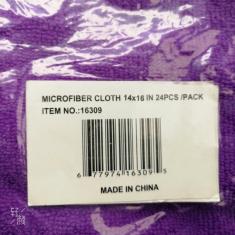 MICROFIBER CLOTH 14x16 IN 24PCS /PACK
ITEM NO.:16309
6 77974 16309 5
MADE IN CHINA